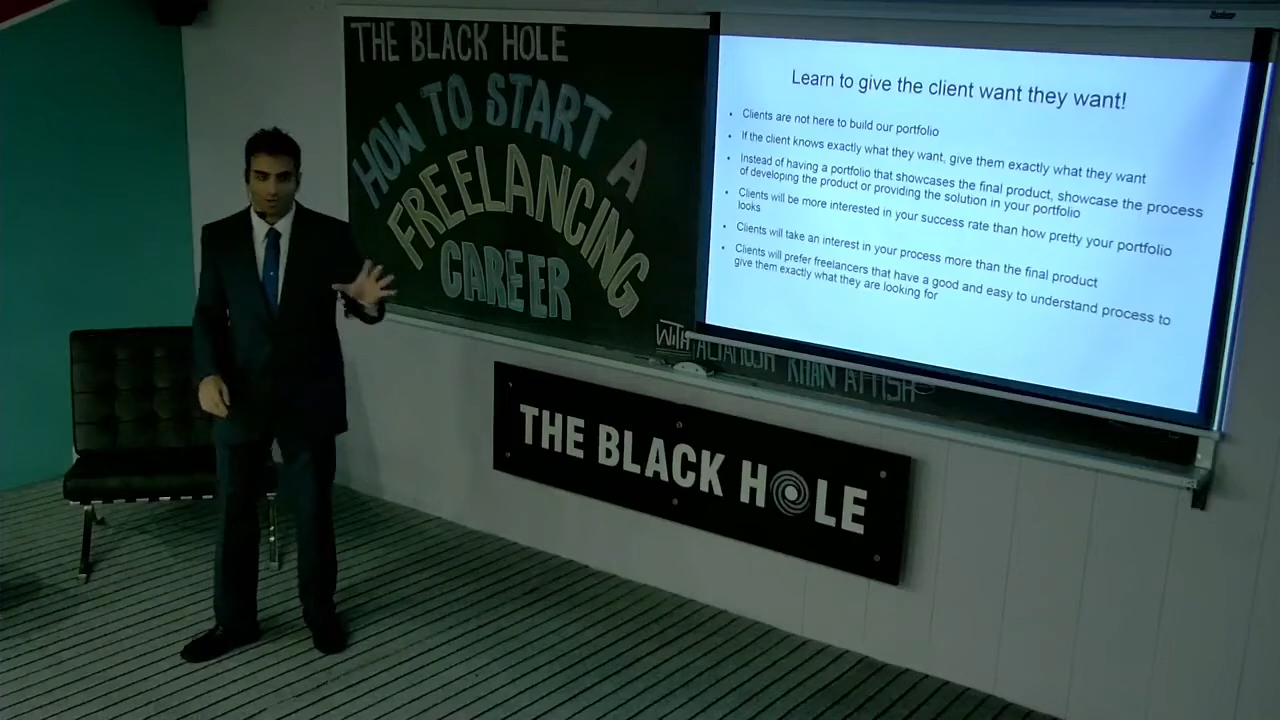 THE BLACK HOLE
HOW TO START A
FREELANCING
CAREER
WITH
KHAN ATTISH
Learn to give the client want they want!
• Clients are not here to build our portfolio
• If the client knows exactly what they want, give them exactly what they want
• Instead of having a portfolio that showcases the final product, showcase the process
of developing the product or providing the solution in your portfolio
• Clients will be more interested in your success rate than how pretty your portfolio
looks
• Clients will take an interest in your process more than the final product
• Clients will prefer freelancers that have a good and easy to understand process to
give them exactly what they are looking for
THE BLACK HOLE